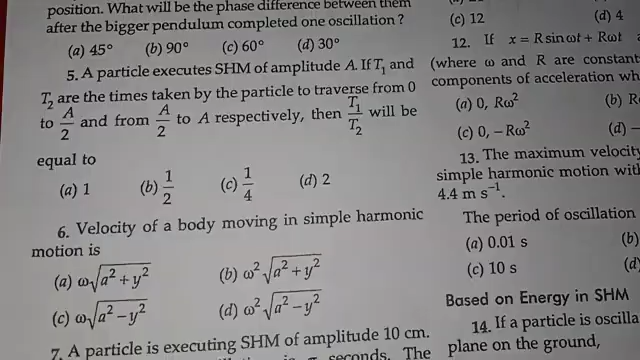 position. What will be the phase difference between them
after the bigger pendulum completed one oscillation ?
(a) 45° (b) 90° (c) 60° (d) 30°
5. A particle executes SHM of amplitude A. If T₁ and
T₂ are the times taken by the particle to traverse from 0
to A/2 and from A/2 to A respectively, then T₁/T₂ will be
equal to
(a) 1 (b) 1/2 (c) 1/4 (d) 2
6. Velocity of a body moving in simple harmonic
motion is
(a) ω√(a² + y²) (b) ω²√(a² + y²)
(c) ω√(a² − y²) (d) ω²√(a² − y²)
7. A particle is executing SHM of amplitude 10 cm.
seconds. The
(c) 12 (d) 4
12. If x = R sin ωt + Rωt
(where ω and R are constant
components of acceleration
(a) 0, Rω² (b)
(c) 0, − Rω² (d) −
13. The maximum velocity
simple harmonic motion
4.4 m s⁻¹.
The period of oscillation
(a) 0.01 s (b)
(c) 10 s (d)
Based on Energy in SHM
14. If a particle is
plane on the ground,